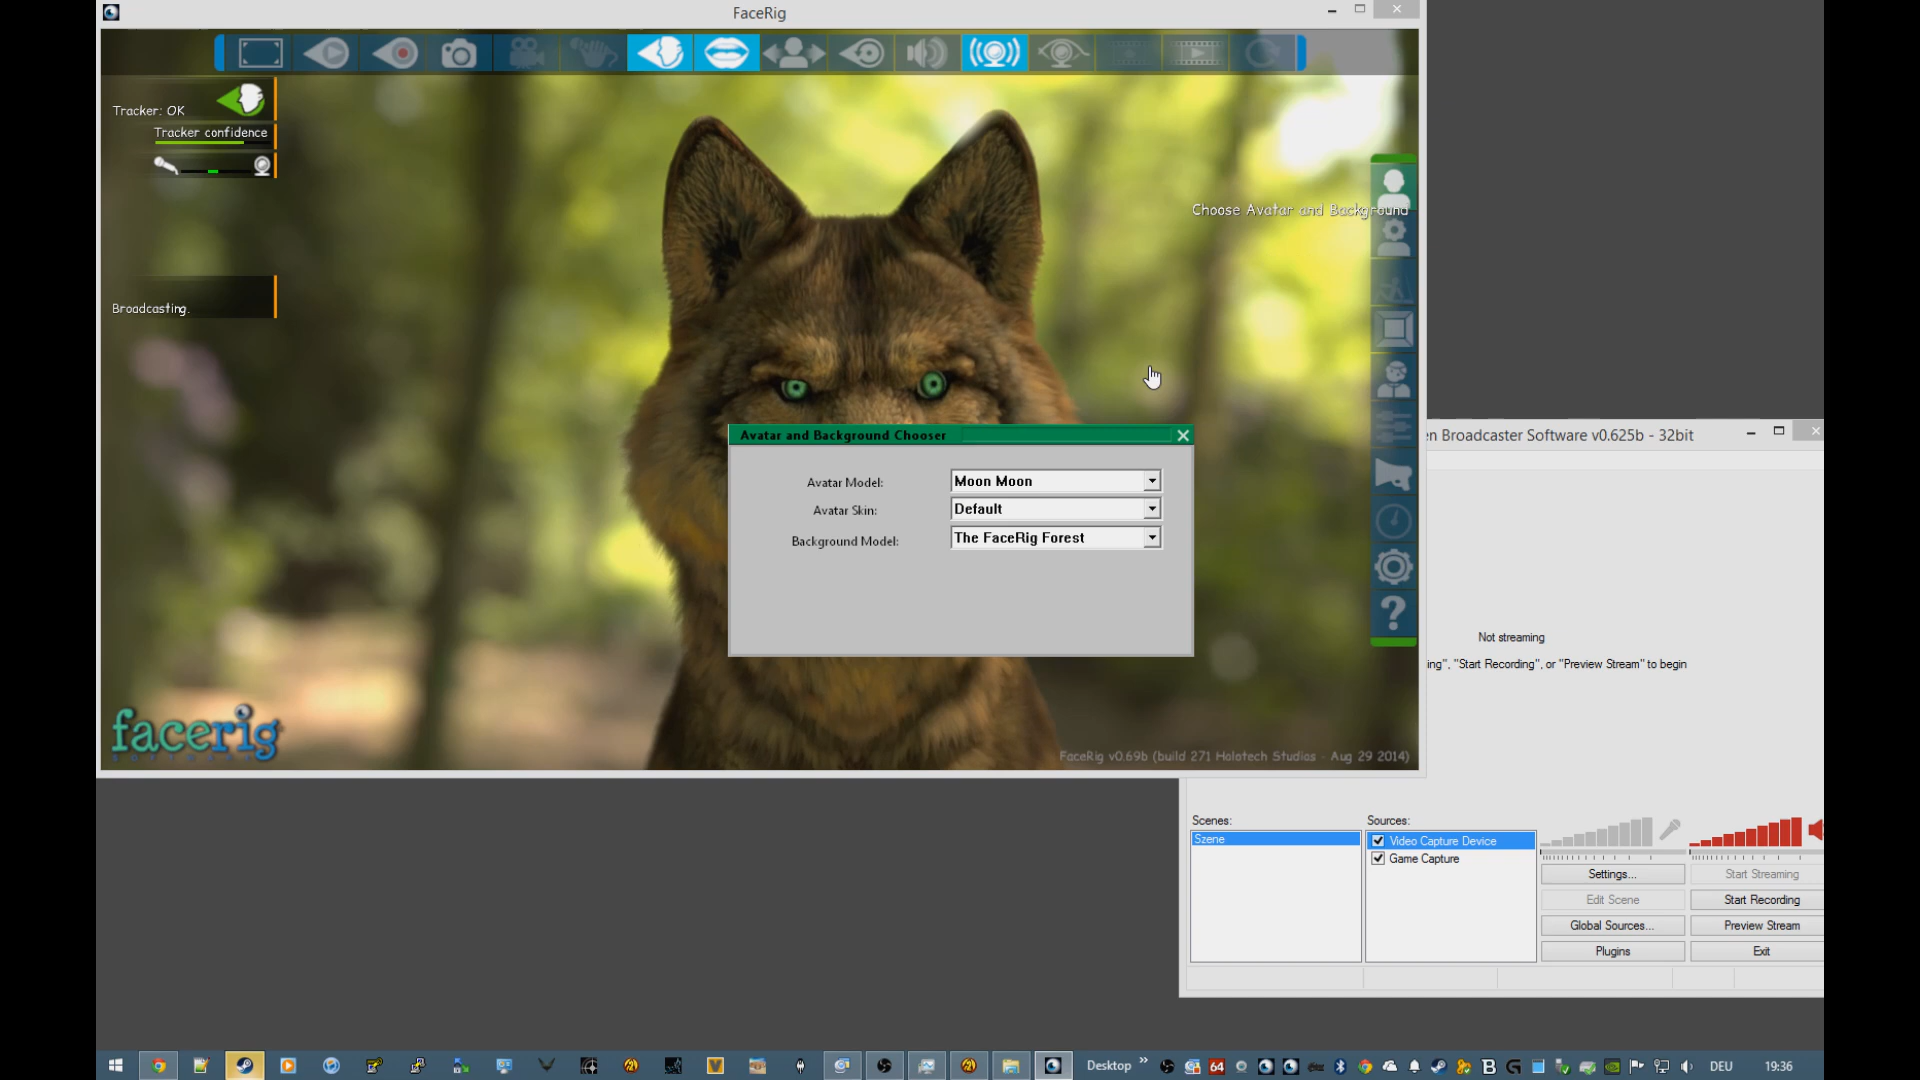 FaceRig
Tracker: OK
Tracker confidence
Choose Avatar and Background
Broadcasting.
Avatar and Background Chooser
Avatar Model:
Moon Moon
Avatar Skin:
Default
Background Model:
The FaceRig Forest
facerig
SOFTWARE
FaceRig v0.69b (build 271 Holotech Studios - Aug 29 2014)
en Broadcaster Software v0.625b - 32bit
Not streaming
ing", "Start Recording", or "Preview Stream" to begin
Scenes:
Sources:
Szene
Video Capture Device
Game Capture
Settings...
Start Streaming
Edit Scene
Start Recording
Global Sources...
Preview Stream
Plugins
Exit
Desktop
64
DEU
19:36